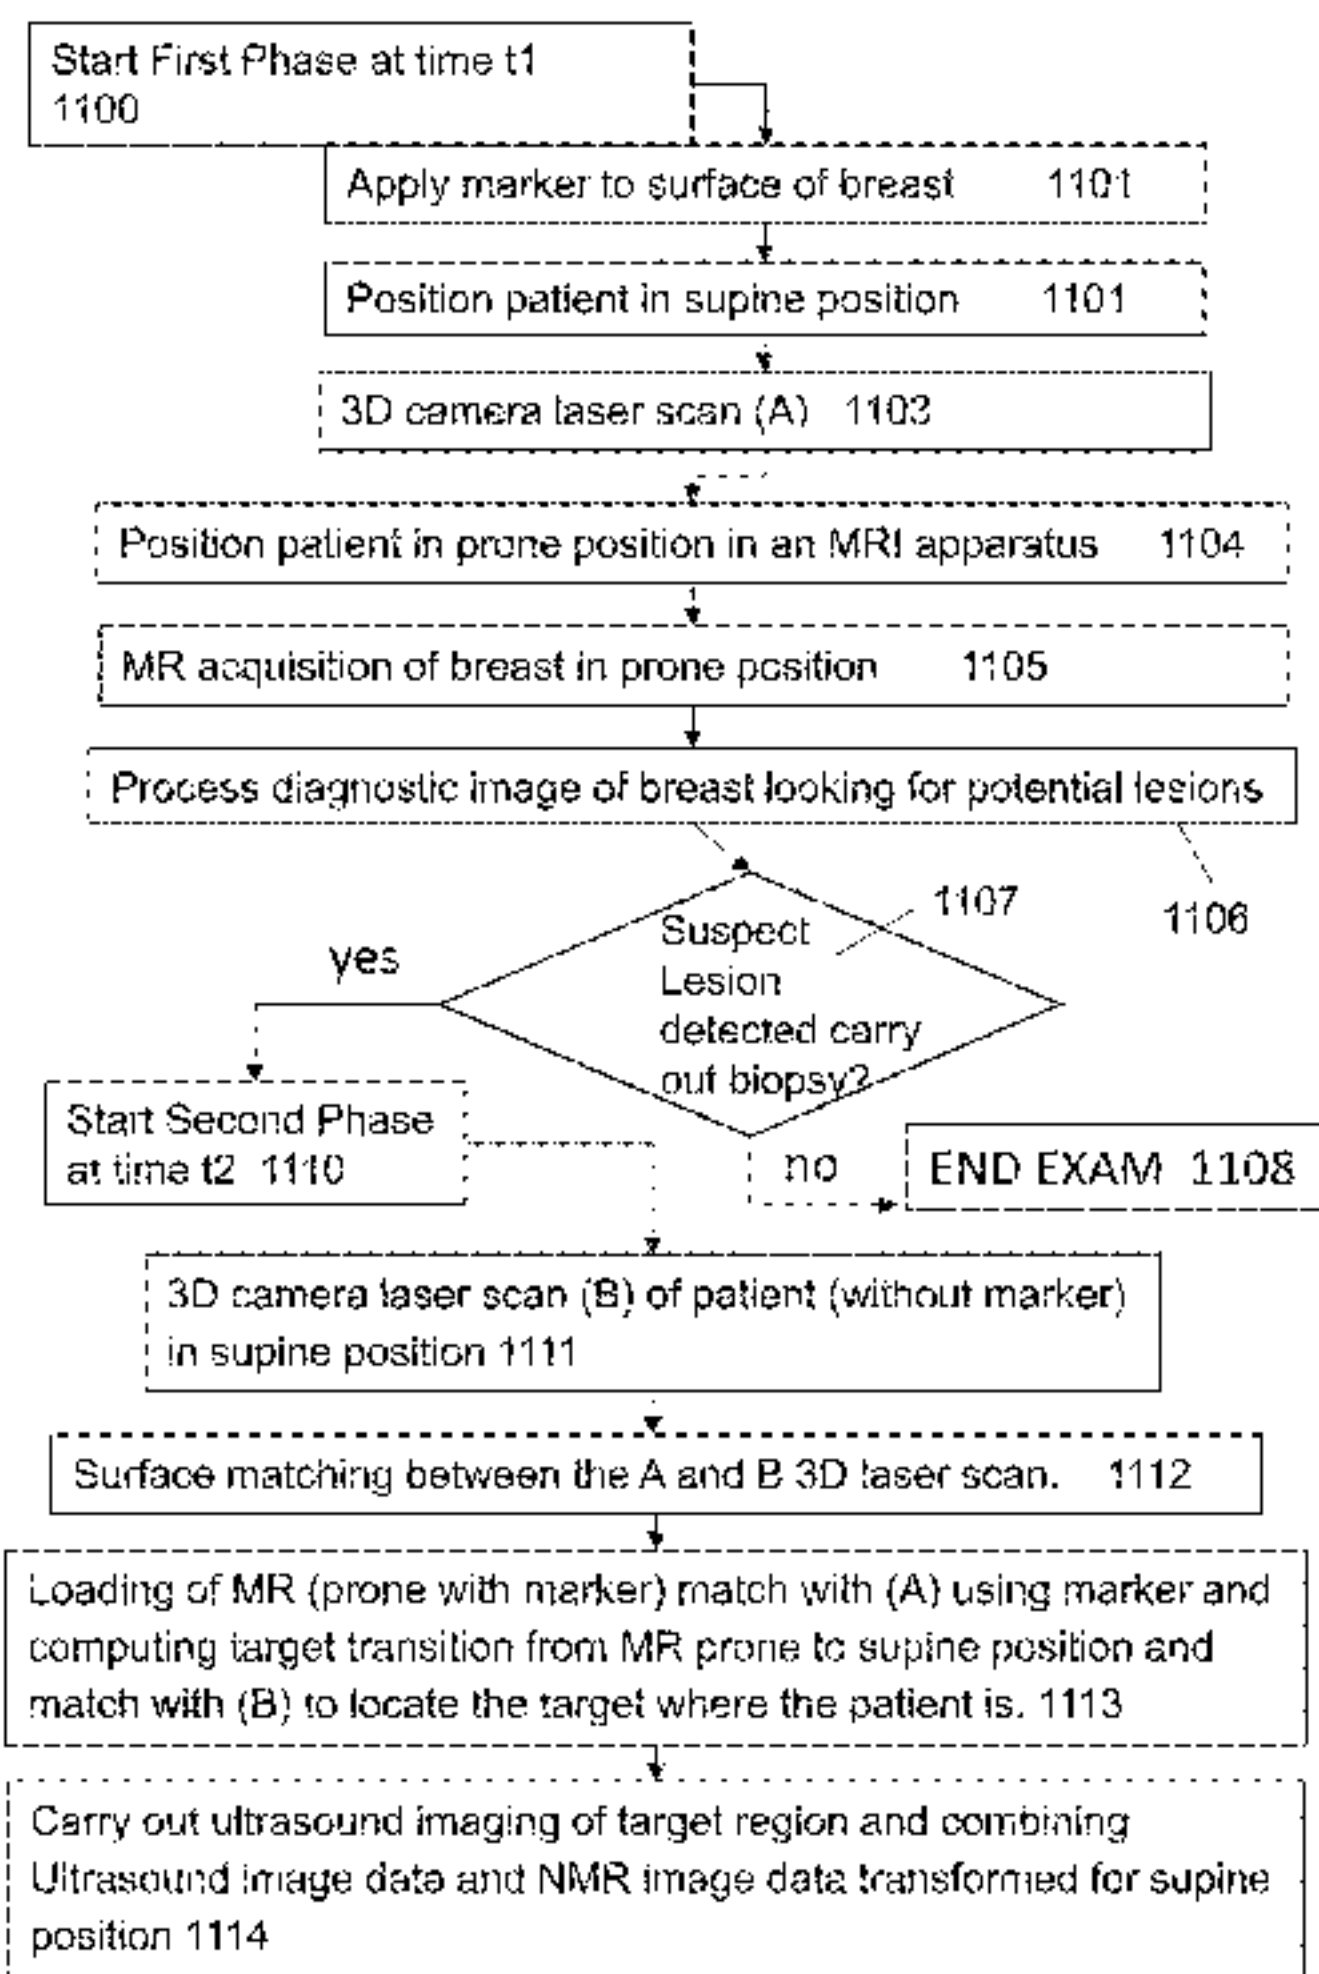 Start First Phase at time t1
1100
Apply marker to surface of breast 1101
Position patient in supine position 1101
3D camera laser scan (A) 1103
Position patient in prone position in an MRI apparatus 1104
MR acquisition of breast in prone position 1105
Process diagnostic image of breast looking for potential lesions
1106
1107
Suspect
Lesion
detected carry
out biopsy?
yes
no
Start Second Phase
at time t2 1110
END EXAM 1108
3D camera laser scan (B) of patient (without marker)
in supine position 1111
Surface matching between the A and B 3D laser scan. 1112
Loading of MR (prone with marker) match with (A) using marker and
computing target transition from MR prone to supine position and
match with (B) to locate the target where the patient is. 1113
Carry out ultrasound imaging of target region and combining
Ultrasound image data and NMR image data transformed for supine
position 1114